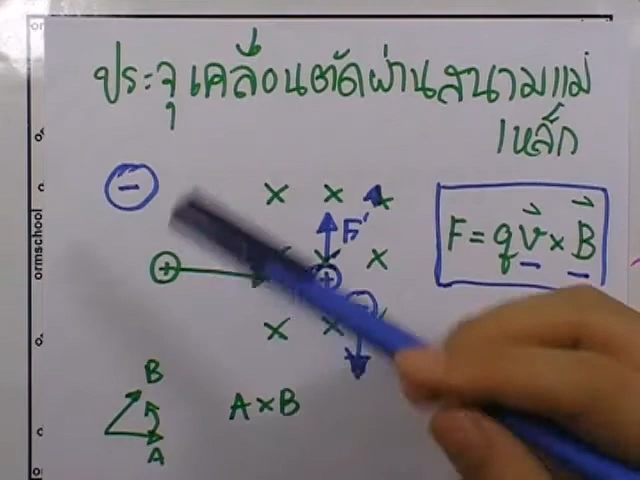 ประจุเคลื่อนตัดผ่านสนามแม่
เหล็ก
ormschool
−
× × ×
F
F = qv⃗ × B⃗
+
×
+
× ×
B
A × B
A